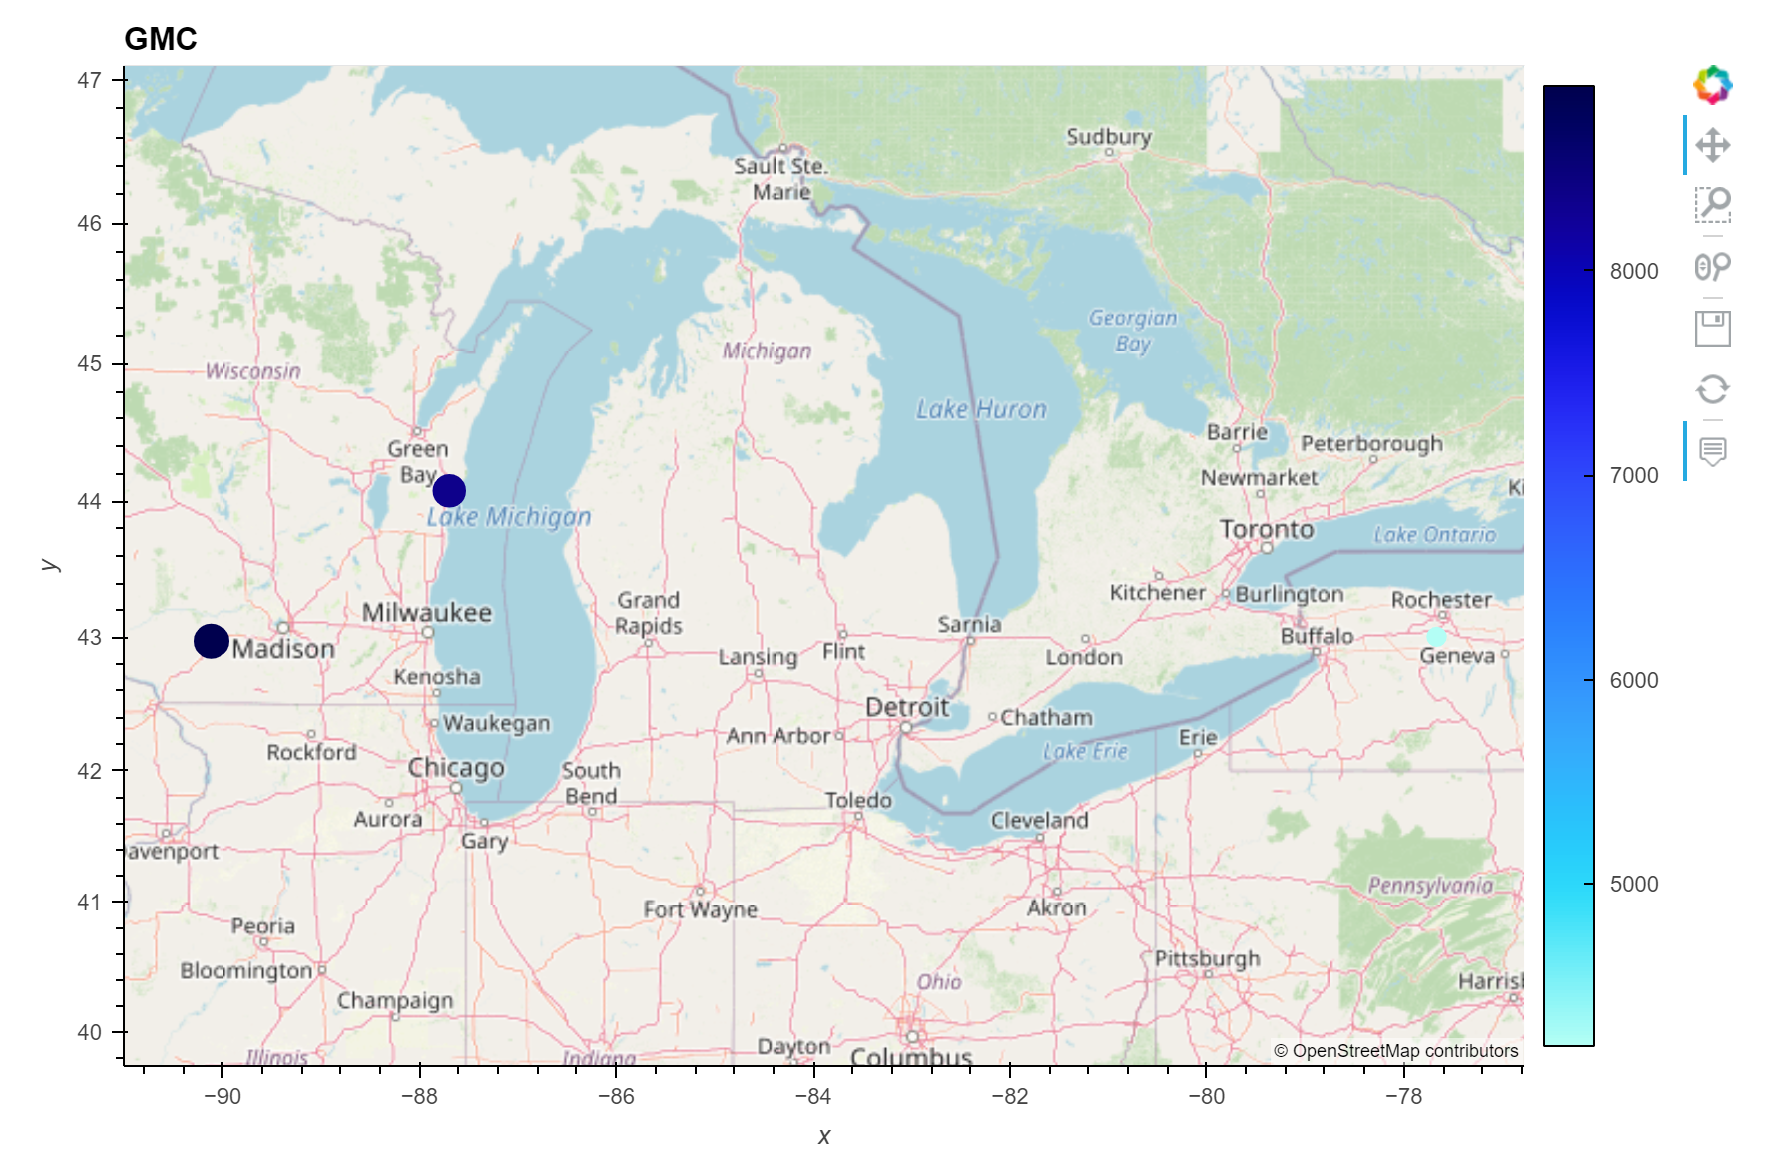 GMC
47
46
45
44
43
42
41
40
y
Sudbury
Sault Ste.
Marie
Georgian
Bay
Michigan
Wisconsin
Lake Huron
Barrie
Peterborough
Green
Bay
Newmarket
Ki
Lake Michigan
Toronto
Lake Ontario
Kitchener
Burlington
Rochester
Grand
Rapids
Milwaukee
Sarnia
Buffalo
Madison
Flint
Lansing
London
Geneva
Kenosha
Detroit
Waukegan
Chatham
Ann Arbor
Erie
Lake Erie
Rockford
Chicago
South
Bend
Toledo
Aurora
Cleveland
Gary
avenport
Pennsylvania
Fort Wayne
Akron
Peoria
Pittsburgh
Bloomington
Ohio
Harrisl
Champaign
Dayton
Illinois
Indiana
Columbus
© OpenStreetMap contributors
−90
−88
−86
−84
−82
−80
−78
x
8000
7000
6000
5000